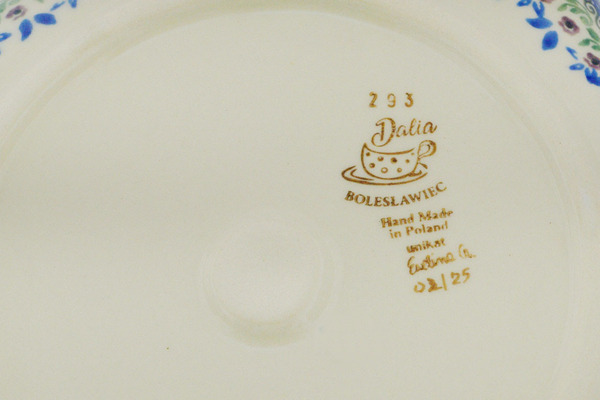 293
Dalia
BOLESŁAWIEC
Hand Made
in Poland
unikat
02/25